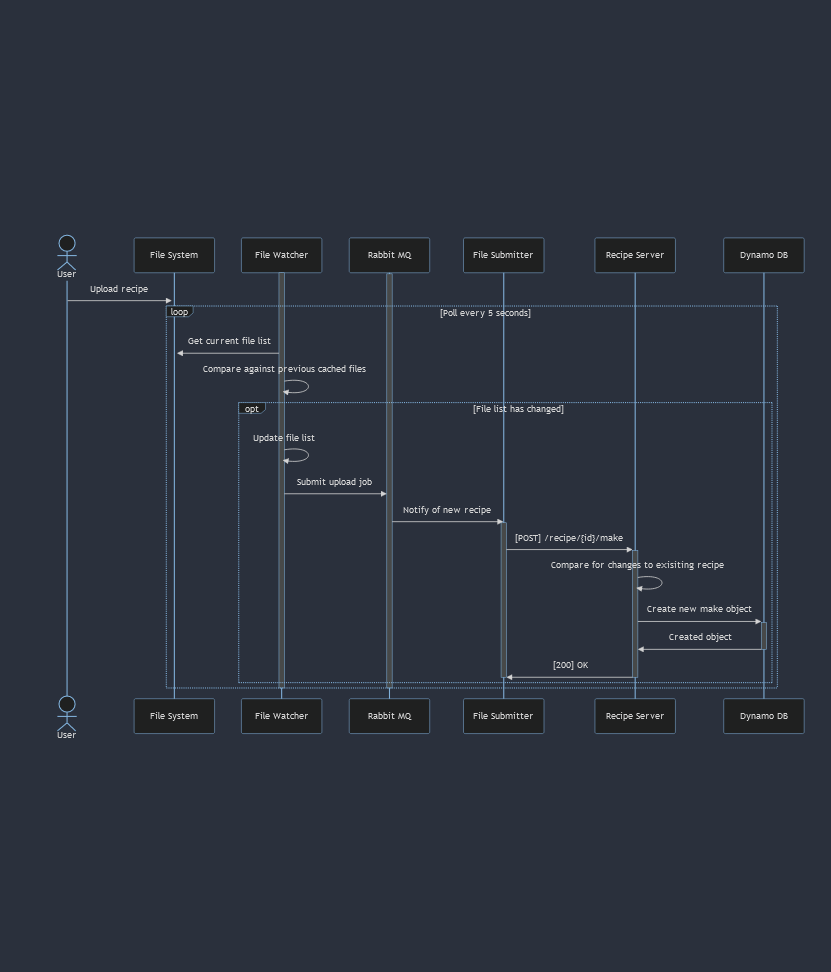 User
File System
File Watcher
Rabbit MQ
File Submitter
Recipe Server
Dynamo DB
Upload recipe
loop
[Poll every 5 seconds]
Get current file list
Compare against previous cached files
opt
[File list has changed]
Update file list
Submit upload job
Notify of new recipe
[POST] /recipe/{id}/make
Compare for changes to exisiting recipe
Create new make object
Created object
[200] OK
User
File System
File Watcher
Rabbit MQ
File Submitter
Recipe Server
Dynamo DB